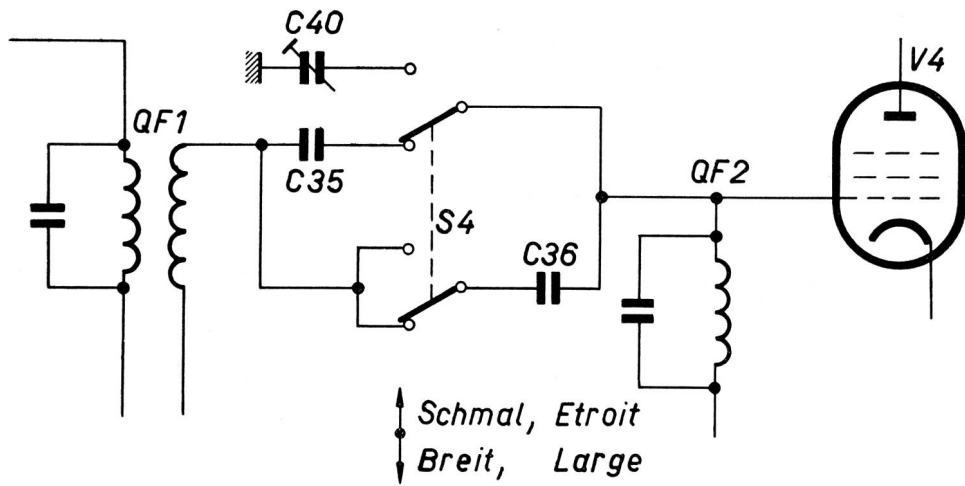 C40
V4
QF1
C35
QF2
S4
C36
Schmal, Etroit
Breit, Large